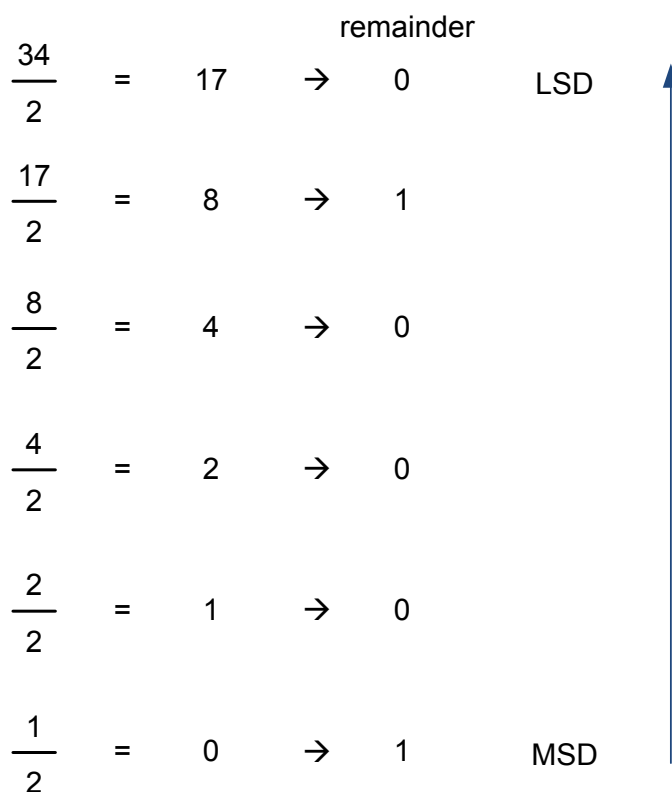 remainder
34
2 = 17 → 0 LSD
17
2 = 8 → 1
8
2 = 4 → 0
4
2 = 2 → 0
2
2 = 1 → 0
1
2 = 0 → 1 MSD